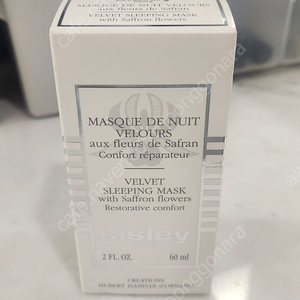 MASQUE DE NUIT VELOURS
aux fleurs de Safran
VELVET SLEEPING MASK
with Saffron flowers
MASQUE DE NUIT
VELOURS
aux fleurs de Safran
Confort réparateur
VELVET
SLEEPING MASK
with Saffron flowers
Restorative comfort
sisley
2 FL. OZ. 60 ml
CREATIONS
HUBERT ISABELLE d'ORNANO